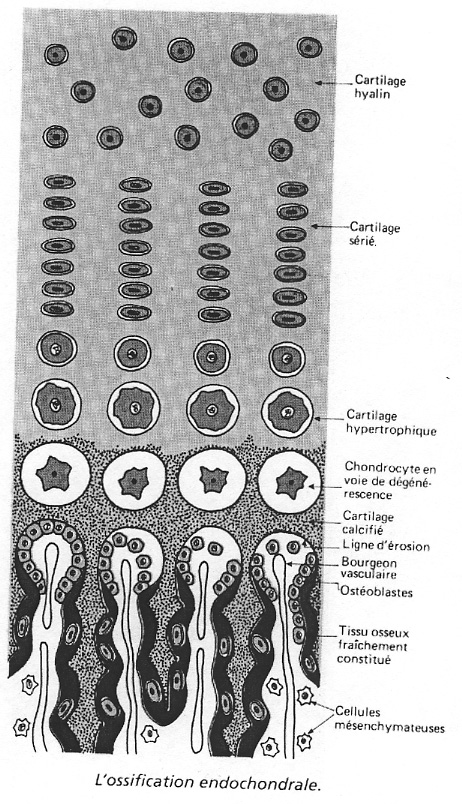 Cartilage
hyalin
Cartilage
sérié.
Cartilage
hypertrophique
Chondrocyte en
voie de dégéné-
rescence
Cartilage
calcifié
Ligne d'érosion
Bourgeon
vasculaire
Ostéoblastes
Tissu osseux
fraîchement
constitué
Cellules
mésenchymateuses
L'ossification endochondrale.